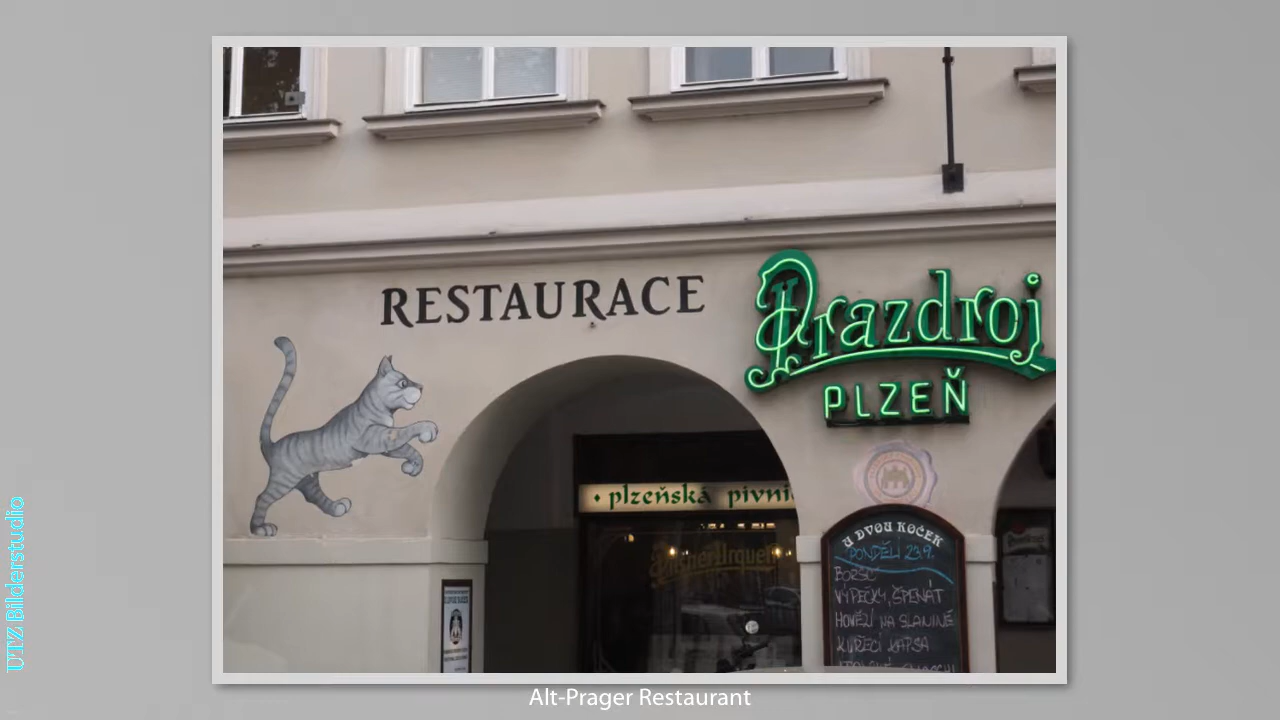 RESTAURACE
Prazdroj
PLZEŇ
plzeňská pivni
Pilsner Urquell
U DVOU KOČEK
PONDĚLÍ 23.9.
BORŠČ
VÝPEČKY, ŠPENÁT
HOVĚZÍ NA SLANINĚ
KUŘECÍ KAPSA
UTZ Bilderstudio
Alt-Prager Restaurant